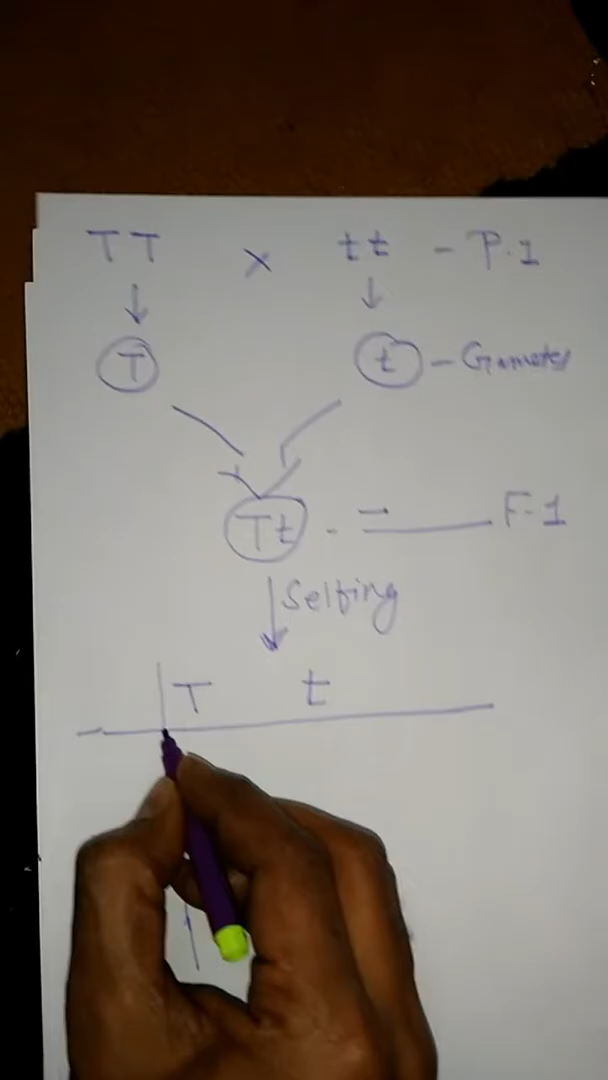 TT × tt - P.1
T t - Gametes
Tt. - F-1
Selfing
T t